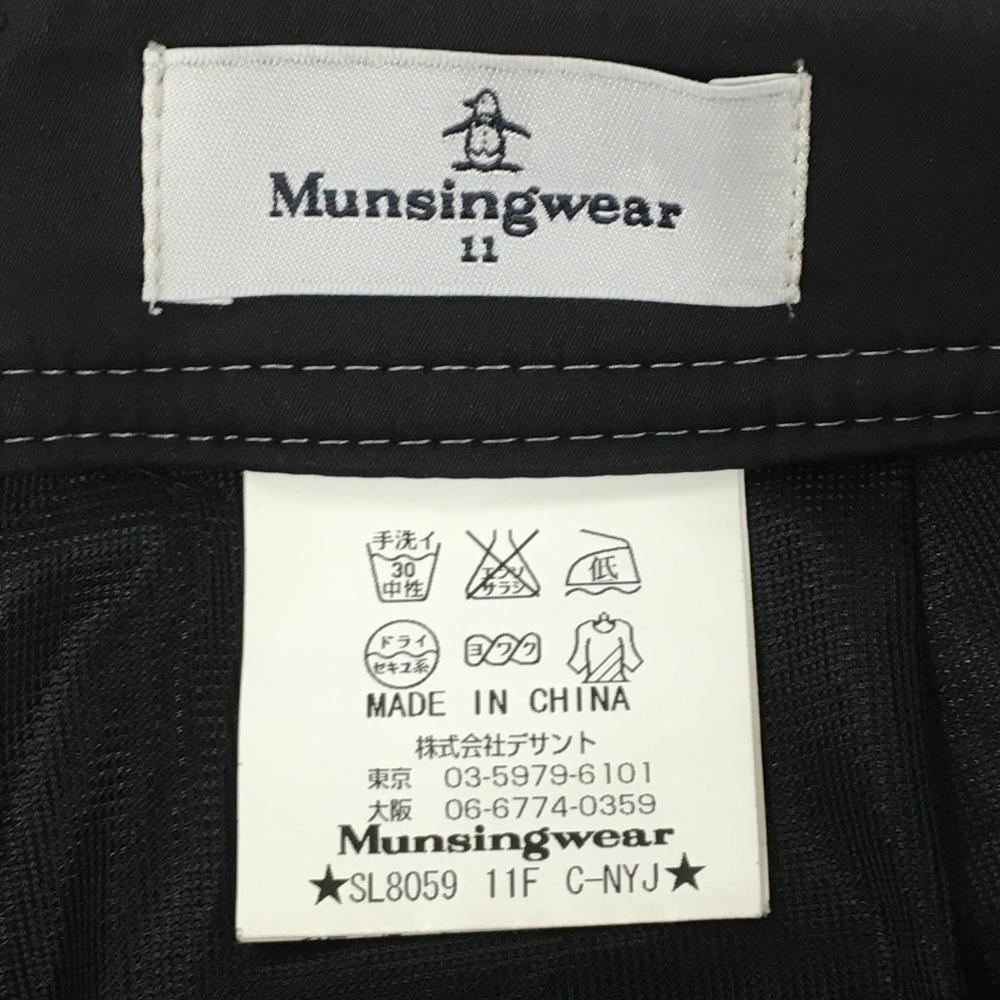 Munsingwear
11
手洗イ
30
中性
エンソ
サラシ
低
ドライ
セキユ系
ヨワク
MADE IN CHINA
株式会社デサント
東京 03-5979-6101
大阪 06-6774-0359
Munsingwear
★SL8059 11F C-NYJ★